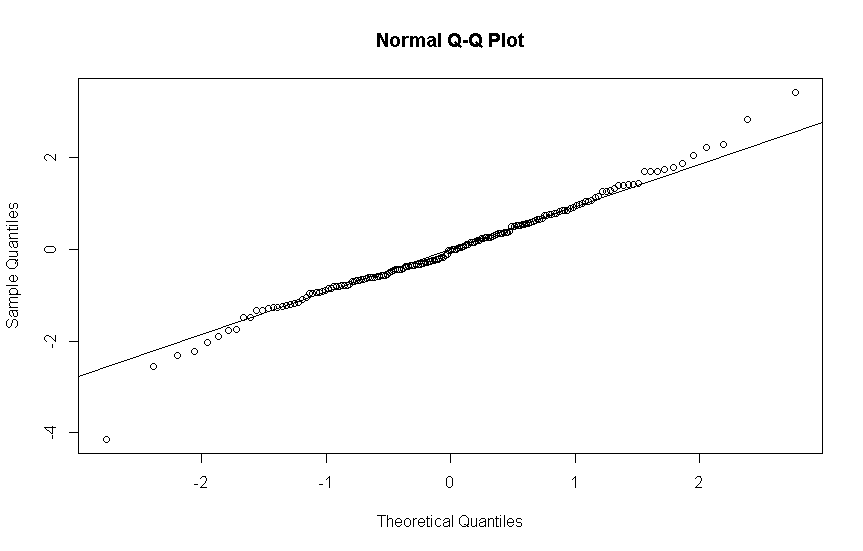 Normal Q-Q Plot
2
0
-2
-4
Sample Quantiles
-2 -1 0 1 2
Theoretical Quantiles